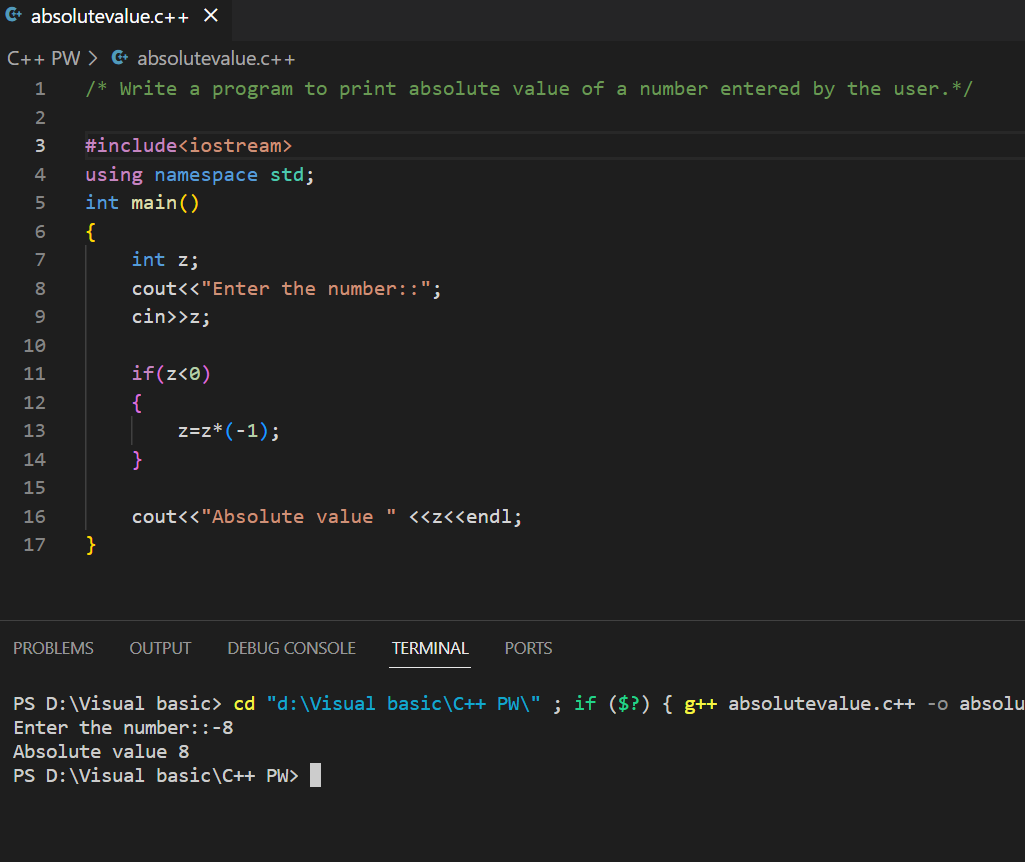 absolutevalue.c++
C++ PW > absolutevalue.c++
1 /* Write a program to print absolute value of a number entered by the user.*/
2
3 #include<iostream>
4 using namespace std;
5 int main()
6 {
7 int z;
8 cout<<"Enter the number::";
9 cin>>z;
10
11 if(z<0)
12 {
13 z=z*(-1);
14 }
15
16 cout<<"Absolute value " <<z<<endl;
17 }
PROBLEMS OUTPUT DEBUG CONSOLE TERMINAL PORTS
PS D:\Visual basic> cd "d:\Visual basic\C++ PW\" ; if ($?) { g++ absolutevalue.c++ -o absolu
Enter the number::-8
Absolute value 8
PS D:\Visual basic\C++ PW>